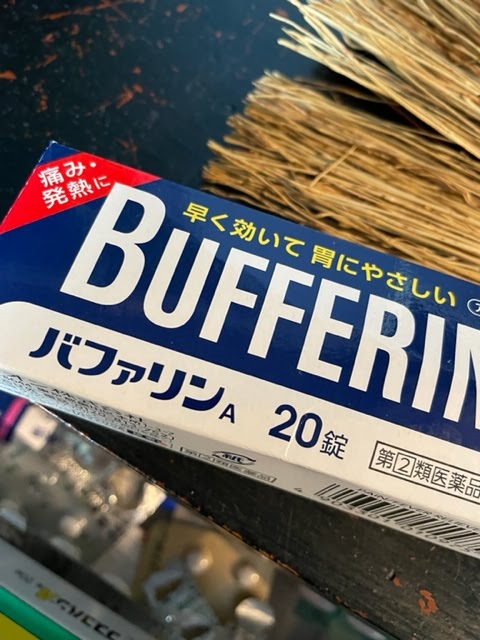 痛み・
発熱に
早く効いて 胃にやさしい
BUFFERIN
バファリンA 20錠
第②類医薬品